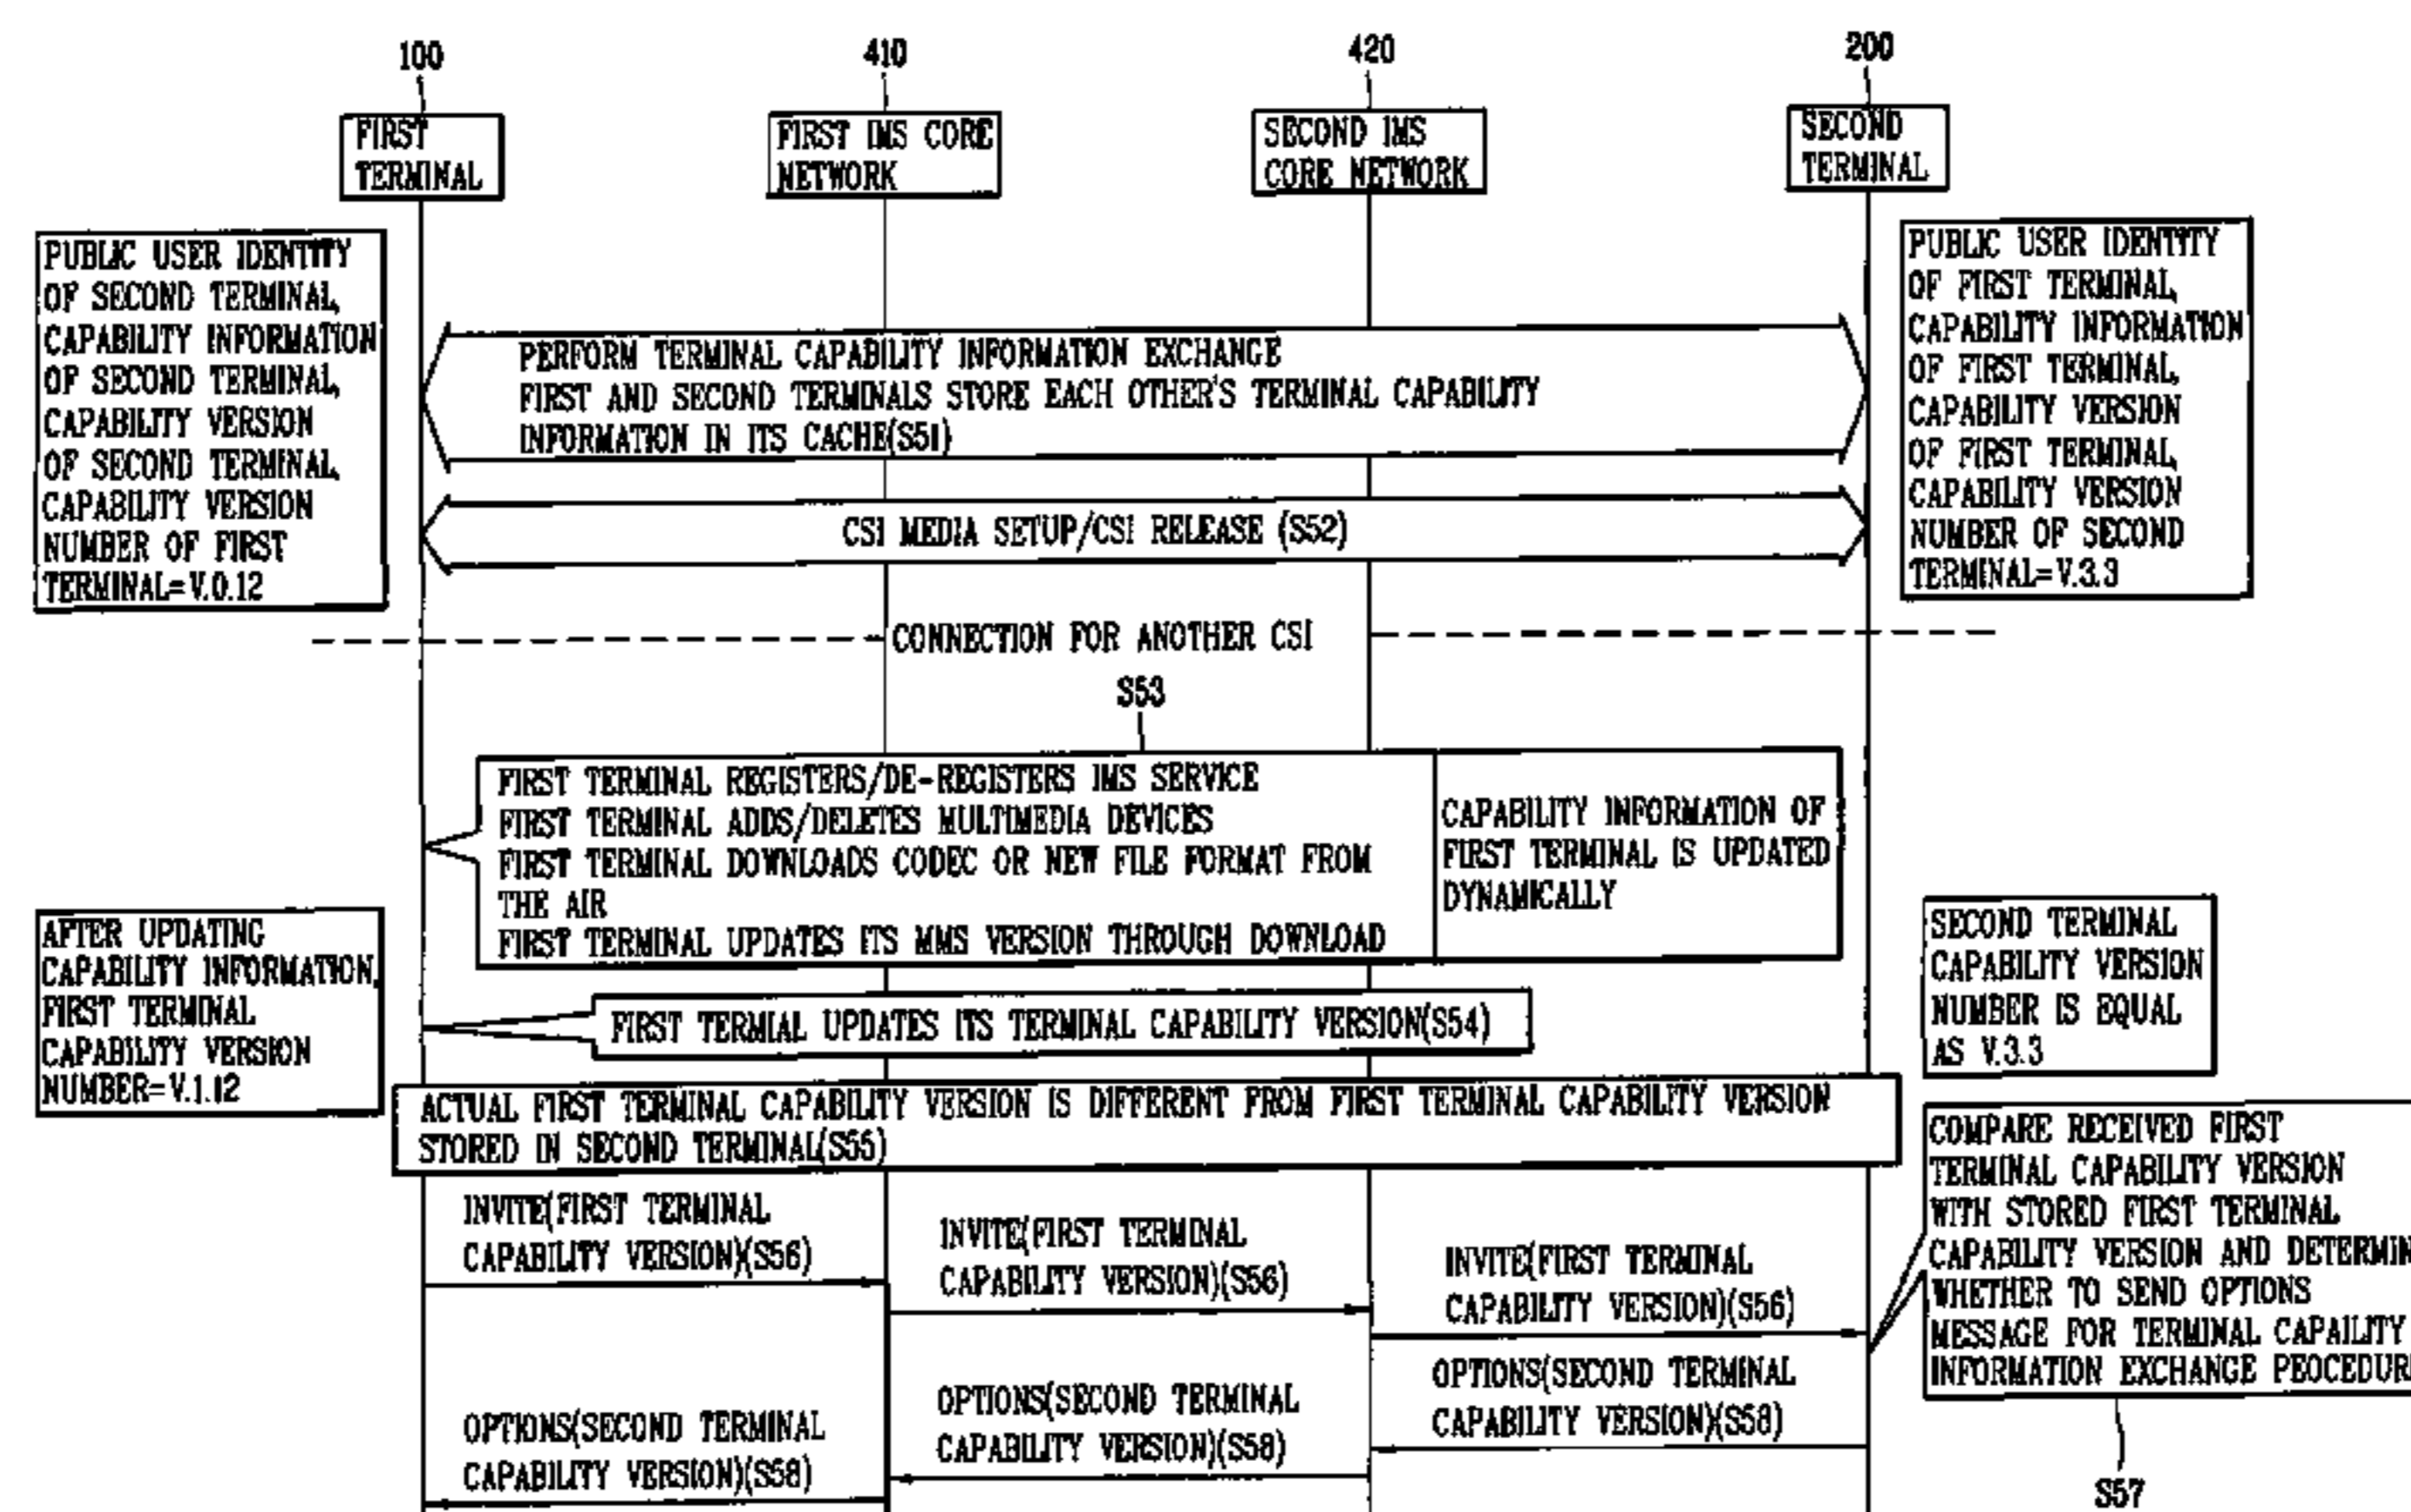 100
410
420
200
FIRST
TERMINAL
FIRST IMS CORE
NETWORK
SECOND IMS
CORE NETWORK
SECOND
TERMINAL
PUBLIC USER IDENTITY
OF SECOND TERMINAL,
CAPABILITY INFORMATION
OF SECOND TERMINAL,
CAPABILITY VERSION
OF SECOND TERMINAL,
CAPABILITY VERSION
NUMBER OF FIRST
TERMINAL=V.0.12
PUBLIC USER IDENTITY
OF FIRST TERMINAL,
CAPABILITY INFORMATION
OF FIRST TERMINAL,
CAPABILITY VERSION
OF FIRST TERMINAL,
CAPABILITY VERSION
NUMBER OF SECOND
TERMINAL=V.3.3
PERFORM TERMINAL CAPABILITY INFORMATION EXCHANGE
FIRST AND SECOND TERMINALS STORE EACH OTHER'S TERMINAL CAPABILITY
INFORMATION IN ITS CACHE(S51)
CSI MEDIA SETUP/CSI RELEASE (S52)
CONNECTION FOR ANOTHER CSI
S53
FIRST TERMINAL REGISTERS/DE-REGISTERS IMS SERVICE
FIRST TERMINAL ADDS/DELETES MULTIMEDIA DEVICES
FIRST TERMINAL DOWNLOADS CODEC OR NEW FILE FORMAT FROM
THE AIR
FIRST TERMINAL UPDATES ITS MMS VERSION THROUGH DOWNLOAD
CAPABILITY INFORMATION OF
FIRST TERMINAL IS UPDATED
DYNAMICALLY
AFTER UPDATING
CAPABILITY INFORMATION,
FIRST TERMINAL
CAPABILITY VERSION
NUMBER=V.1.12
SECOND TERMINAL
CAPABILITY VERSION
NUMBER IS EQUAL
AS V.3.3
FIRST TERMIAL UPDATES ITS TERMINAL CAPABILITY VERSION(S54)
ACTUAL FIRST TERMINAL CAPABILITY VERSION IS DIFFERENT FROM FIRST TERMINAL CAPABILITY VERSION
STORED IN SECOND TERMINAL(S55)
COMPARE RECEIVED FIRST
TERMINAL CAPABILITY VERSION
WITH STORED FIRST TERMINAL
CAPABILITY VERSION AND DETERMIN
WHETHER TO SEND OPTIONS
MESSAGE FOR TERMINAL CAPAILITY
INFORMATION EXCHANGE PEOCEDUR
INVITE(FIRST TERMINAL
CAPABILITY VERSION)(S56)
INVITE(FIRST TERMINAL
CAPABILITY VERSION)(S56)
INVITE(FIRST TERMINAL
CAPABILITY VERSION)(S56)
OPTIONS(SECOND TERMINAL
CAPABILITY VERSION)(S58)
OPTIONS(SECOND TERMINAL
CAPABILITY VERSION)(S58)
OPTIONS(SECOND TERMINAL
CAPABILITY VERSION)(S58)
S57